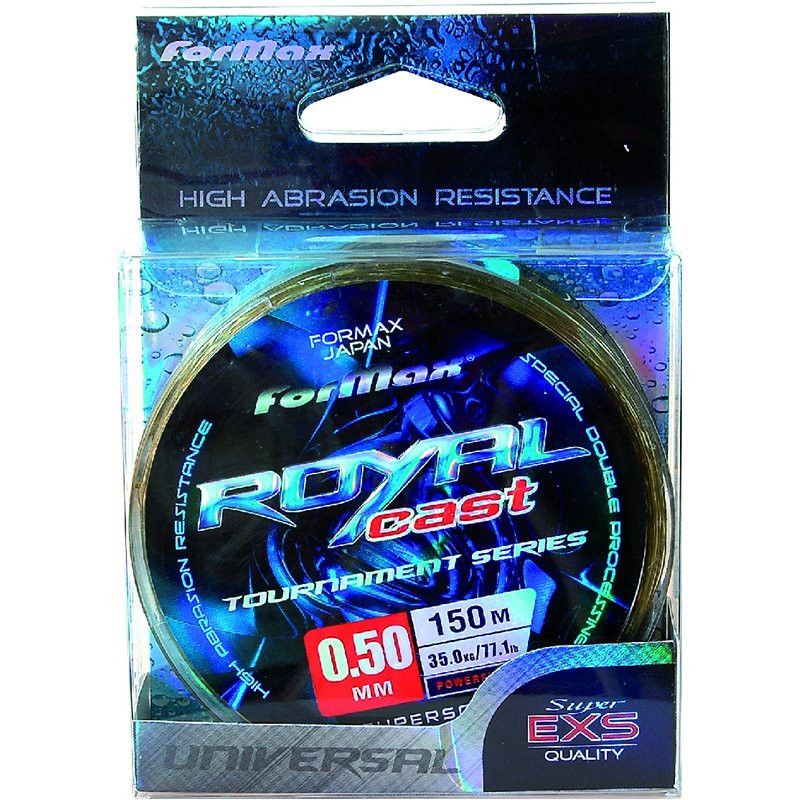 ForMax
HIGH ABRASION RESISTANCE
FORMAX
JAPAN
ForMax®
ROYAL
cast
TOURNAMENT SERIES
HIGH ABRASION RESISTANCE
SPECIAL DOUBLE PROCESSING
0.50
MM
150 M
35.0KG/77.1lb
UNIVERSAL
Super
EXS
QUALITY